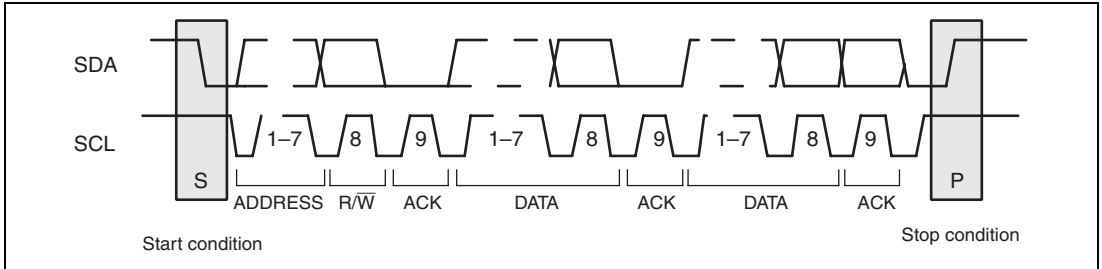 SDA
SCL
1–7 8 9 1–7 8 9 1–7 8 9
S P
ADDRESS R/W̅ ACK DATA ACK DATA ACK
Start condition
Stop condition